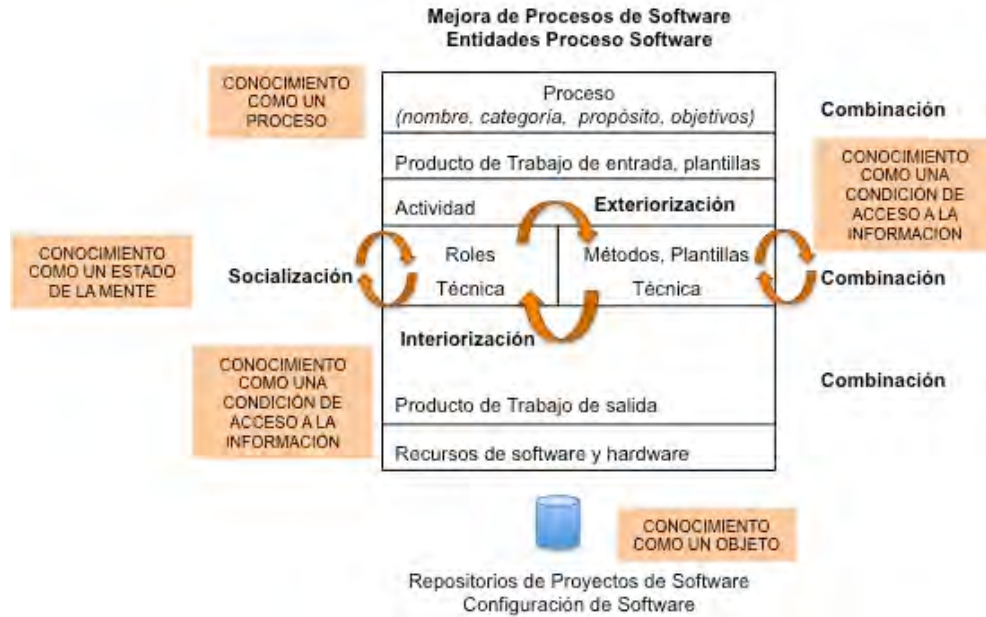 Mejora de Procesos de Software
Entidades Proceso Software
CONOCIMIENTO
COMO UN
PROCESO
Proceso
(nombre, categoría, propósito, objetivos)
Combinación
Producto de Trabajo de entrada, plantillas
CONOCIMIENTO
COMO UNA
CONDICIÓN DE
ACCESO A LA
INFORMACION
Actividad
Exteriorización
CONOCIMIENTO
COMO UN ESTADO
DE LA MENTE
Socialización
Roles
Técnica
Métodos, Plantillas
Técnica
Combinación
Interiorización
CONOCIMIENTO
COMO UNA
CONDICIÓN DE
ACCESO A LA
INFORMACIÓN
Combinación
Producto de Trabajo de salida
Recursos de software y hardware
CONOCIMIENTO
COMO UN OBJETO
Repositorios de Proyectos de Software
Configuración de Software